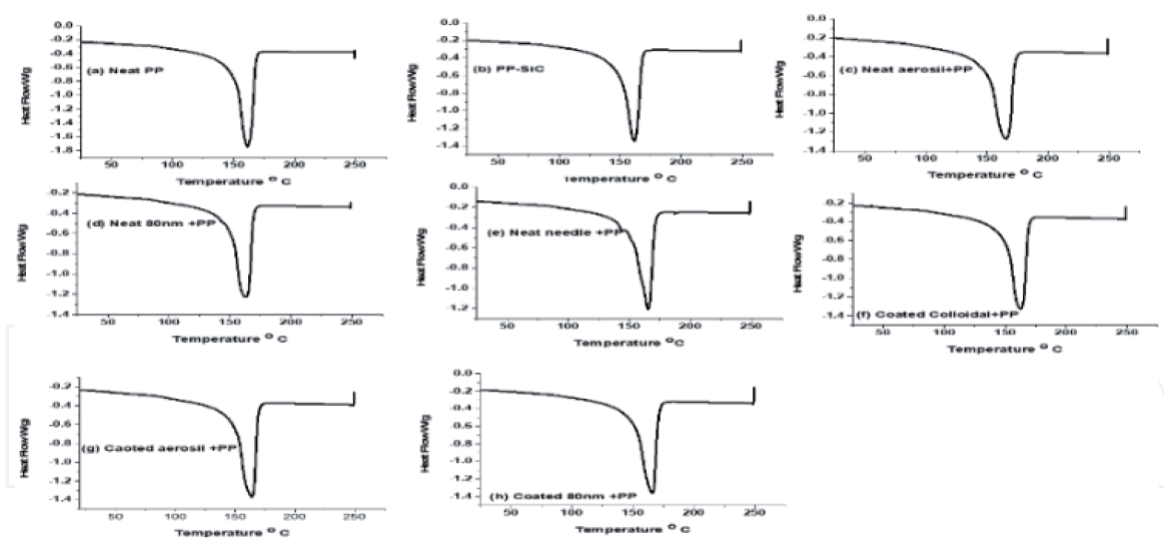 0.0
-0.2
-0.4
-0.6
-0.8
-1.0
-1.2
-1.4
-1.6
-1.8
Heat Flow/Wg
(a) Neat PP
50 100 150 200 250
Temperature ° C
0.0
-0.2
-0.4
-0.6
-0.8
-1.0
-1.2
-1.4
Heat Flow/Wg
(b) PP-SiC
50 100 150 200 250
Temperature ° C
0.0
-0.2
-0.4
-0.6
-0.8
-1.0
-1.2
-1.4
Heat Flow/Wg
(c) Neat aerosil+PP
50 100 150 200 250
Temperature ° C
-0.2
-0.4
-0.6
-0.8
-1.0
-1.2
-1.4
Heat Flow/Wg
(d) Neat 80nm +PP
50 100 150 200 250
Temperature ° C
0.0
-0.2
-0.4
-0.6
-0.8
-1.0
-1.2
Heat Flow/Wg
(e) Neat needle +PP
50 100 150 200 250
Temperature ° C
-0.2
-0.4
-0.6
-0.8
-1.0
-1.2
-1.4
Heat Flow/Wg
(f) Coated Colloidal+PP
50 100 150 200 250
Temperature ° C
-0.2
-0.4
-0.6
-0.8
-1.0
-1.2
-1.4
Heat Flow/Wg
(g) Caoted aerosil +PP
50 100 150 200 250
Temperature ° C
0.0
-0.2
-0.4
-0.6
-0.8
-1.0
-1.2
-1.4
Heat Flow/Wg
(h) Coated 80nm +PP
50 100 150 200 250
Temperature ° C